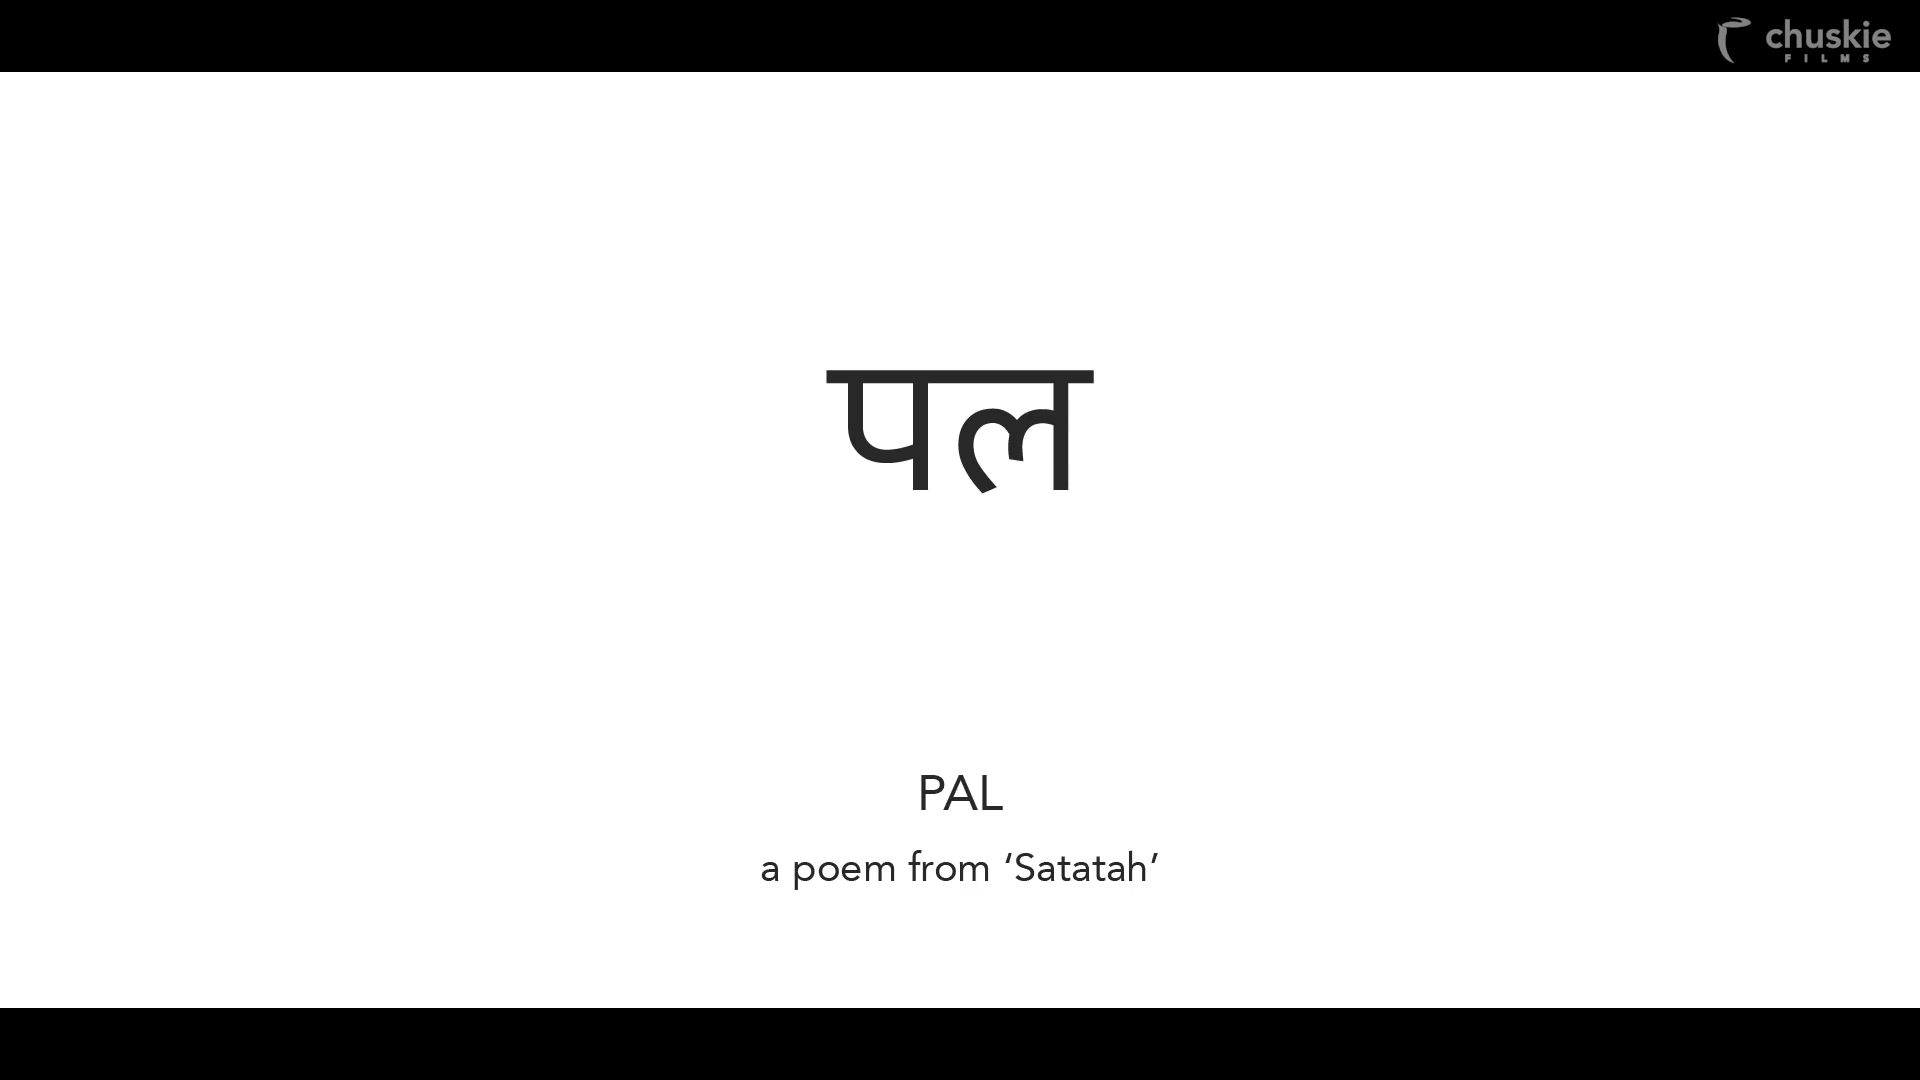 chuskie
FILMS
पल
PAL
a poem from ‘Satatah’